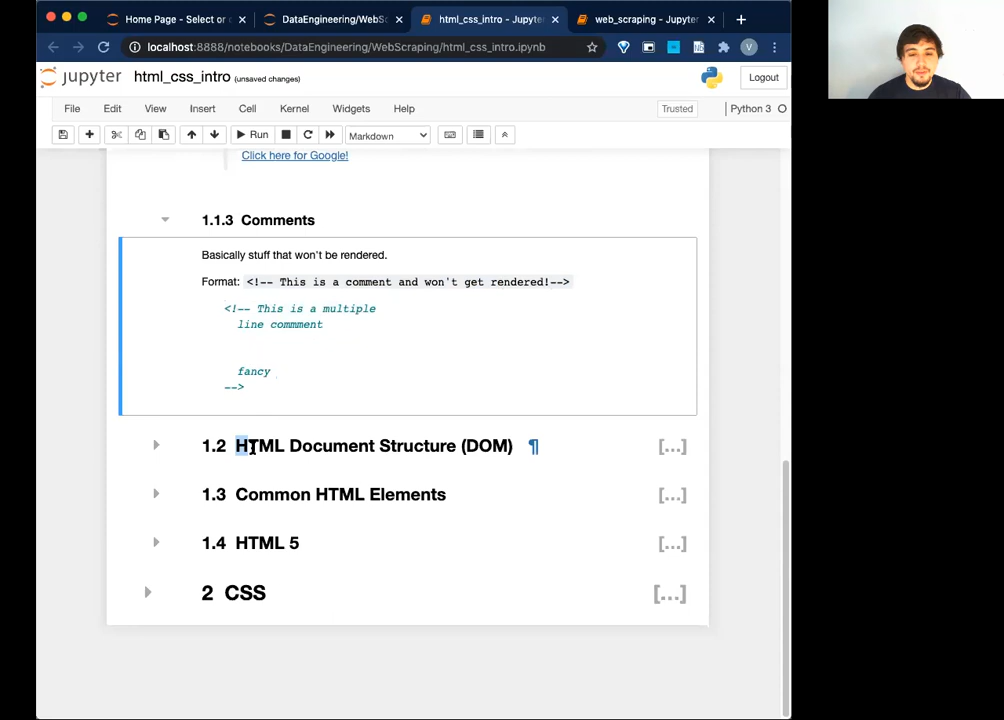 Home Page - Select or c
DataEngineering/WebSc
html_css_intro - Jupyter
web_scraping - Jupyter
localhost:8888/notebooks/DataEngineering/WebScraping/html_css_intro.ipynb
V
jupyter html_css_intro (unsaved changes)
Logout
File Edit View Insert Cell Kernel Widgets Help
Trusted
Python 3
Run
Markdown
Click here for Google!
1.1.3 Comments
Basically stuff that won't be rendered.
Format: <!-- This is a comment and won't get rendered!-->
<!-- This is a multiple
line commment
fancy
-->
1.2 HTML Document Structure (DOM) ¶
[...]
1.3 Common HTML Elements
[...]
1.4 HTML 5
[...]
2 CSS
[...]